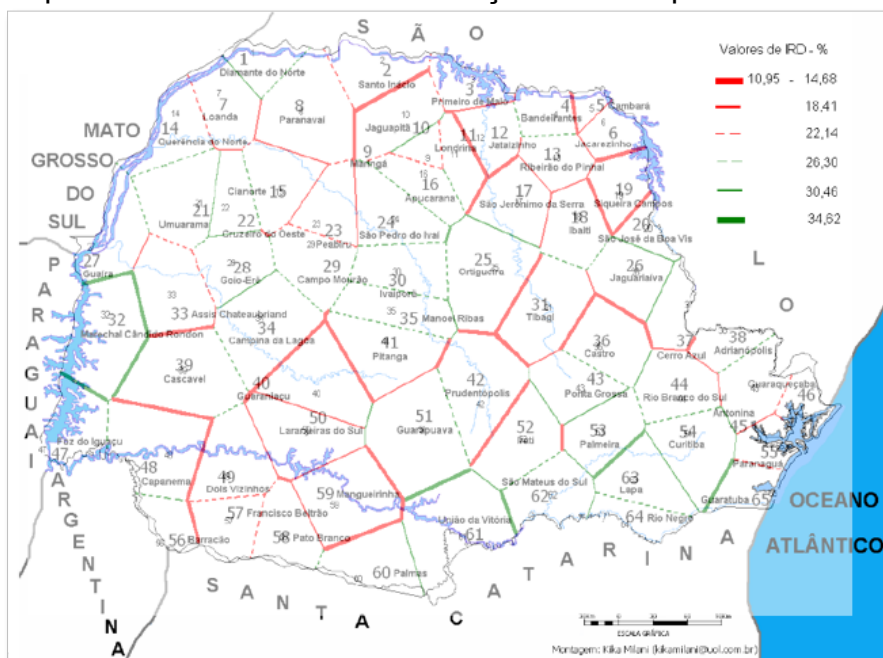 SÃO
Valores de IRD - %
10,95 - 14,68
18,41
22,14
26,30
30,46
34,62
MATO
GROSSO
DO
SUL
PARAGUAI
ARGENTINA
SANTA CATARINA
OCEANO
ATLÂNTICO
L
O
1
Diamante do Norte
2
Santo Inácio
3
Primeiro de Maio
4
Bandeirantes
5
Cambará
6
Jacarezinho
7
Loanda
8
Paranavaí
9
Maringá
10
Jaguapitã
11
Londrina
12
Jataizinho
13
Ribeirão do Pinhal
14
Querência do Norte
15
Cianorte
16
Apucarana
17
São Jerônimo da Serra
18
Ibaiti
19
Siqueira Campos
20
São José da Boa Vis
21
Umuarama
22
Cruzeiro do Oeste
23
Peabiru
24
São Pedro do Ivaí
25
Ortigueira
26
Jaguariaíva
27
Guaíra
28
Goio-Erê
29
Campo Mourão
30
Ivaiporã
31
Tibagi
32
Marechal Cândido Rondon
33
Assis Chateaubriand
34
Campina da Lagoa
35
Manoel Ribas
36
Castro
37
Cerro Azul
38
Adrianópolis
39
Cascavel
40
Guaraniaçu
41
Pitanga
42
Prudentópolis
43
Ponta Grossa
44
Rio Branco do Sul
45
Antonina
46
Guaraqueçaba
47
Foz do Iguaçu
48
Capanema
49
Dois Vizinhos
50
Laranjeiras do Sul
51
Guarapuava
52
Irati
53
Palmeira
54
Curitiba
55
Paranaguá
56
Barracão
57
Francisco Beltrão
58
Pato Branco
59
Mangueirinha
60
Palmas
61
União da Vitória
62
São Mateus do Sul
63
Lapa
64
Rio Negro
65
Guaratuba
ESCALA GRÁFICA
Montagem: Kika Milani (kikamilani@uol.com.br)